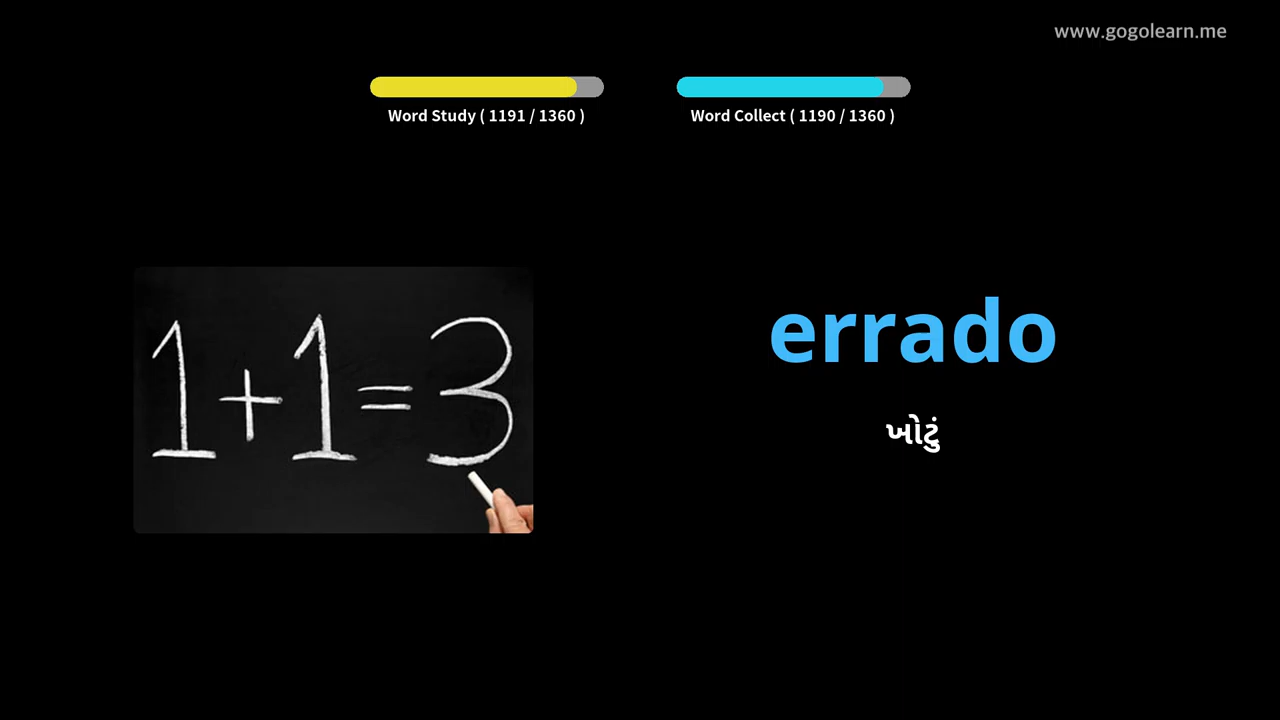 www.gogolearn.me
Word Study ( 1191 / 1360 )
Word Collect ( 1190 / 1360 )
1+1=3
errado
ખોટું